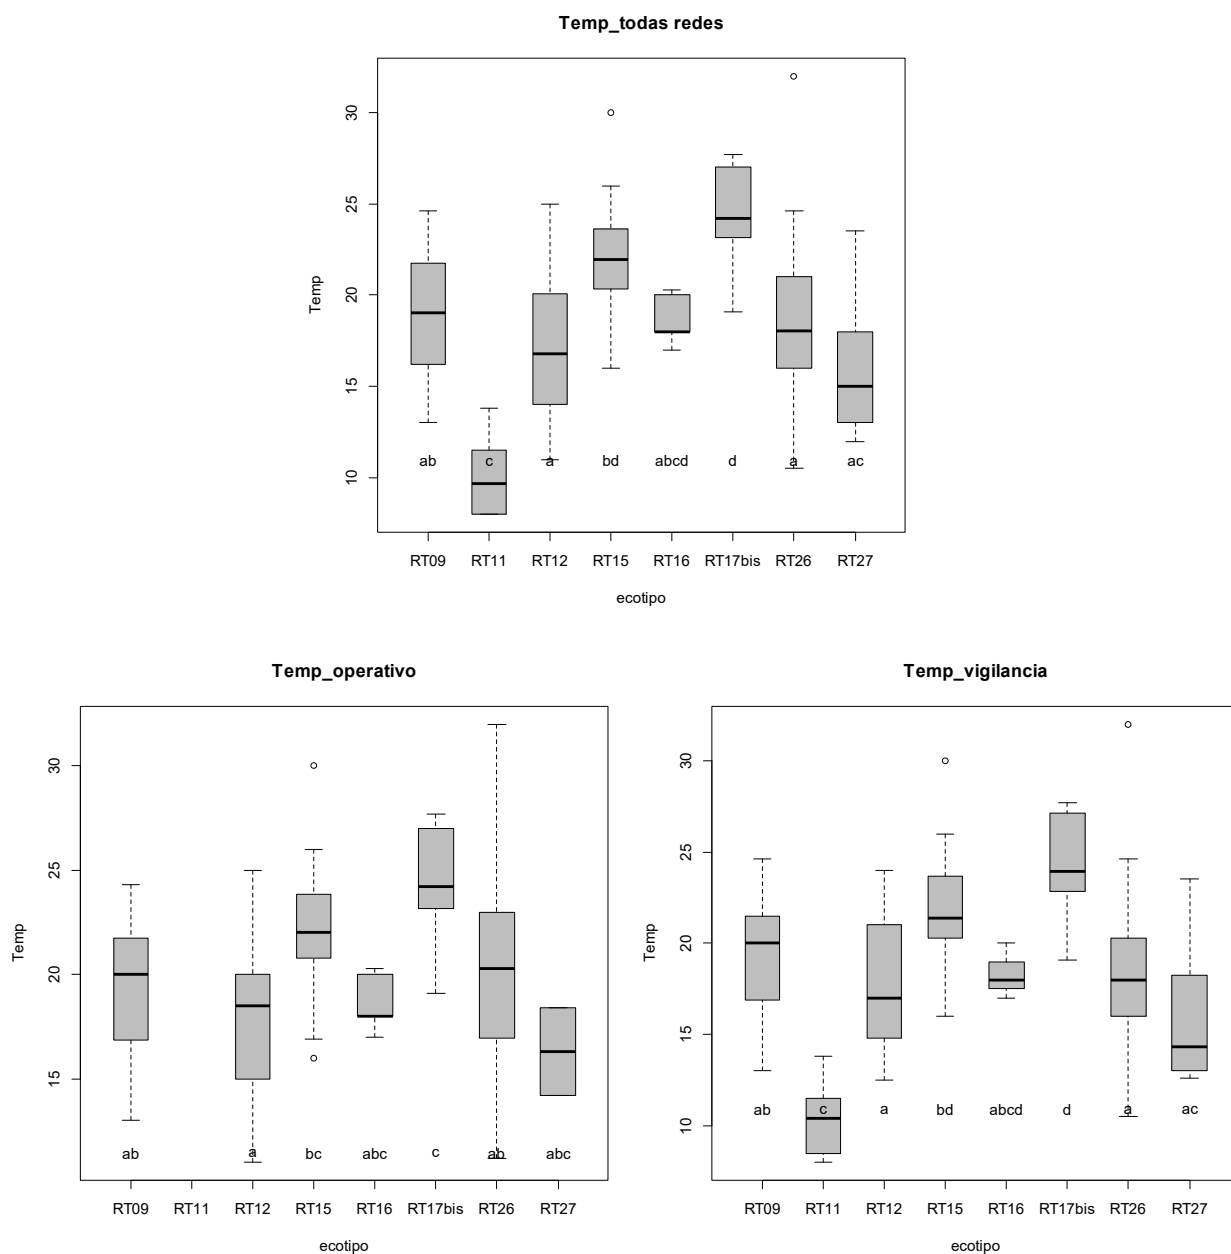 Temp_todas redes
Temp
30
25
20
15
10
ab c a bd abcd d a ac
RT09 RT11 RT12 RT15 RT16 RT17bis RT26 RT27
ecotipo
Temp_operativo
Temp
30
25
20
15
ab a bc abc c ab abc
RT09 RT11 RT12 RT15 RT16 RT17bis RT26 RT27
ecotipo
Temp_vigilancia
Temp
30
25
20
15
10
ab c a bd abcd d a ac
RT09 RT11 RT12 RT15 RT16 RT17bis RT26 RT27
ecotipo